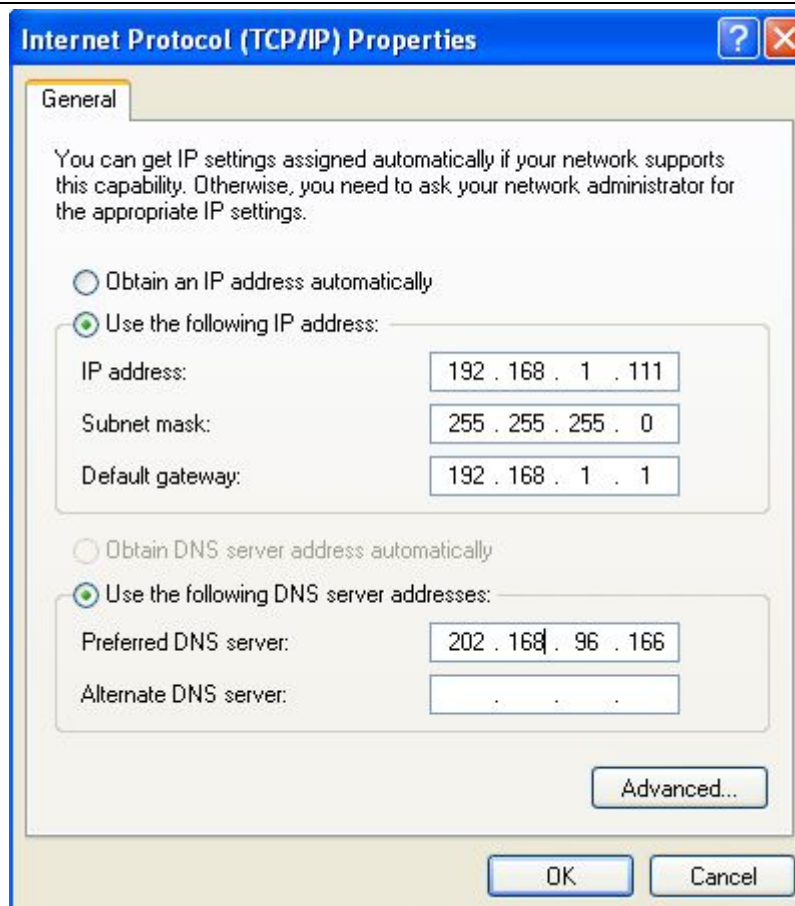 Internet Protocol (TCP/IP) Properties
General
You can get IP settings assigned automatically if your network supports
this capability. Otherwise, you need to ask your network administrator for
the appropriate IP settings.
Obtain an IP address automatically
Use the following IP address:
IP address: 192 . 168 . 1 . 111
Subnet mask: 255 . 255 . 255 . 0
Default gateway: 192 . 168 . 1 . 1
Obtain DNS server address automatically
Use the following DNS server addresses:
Preferred DNS server: 202 . 168 . 96 . 166
Alternate DNS server: . . .
Advanced...
OK Cancel